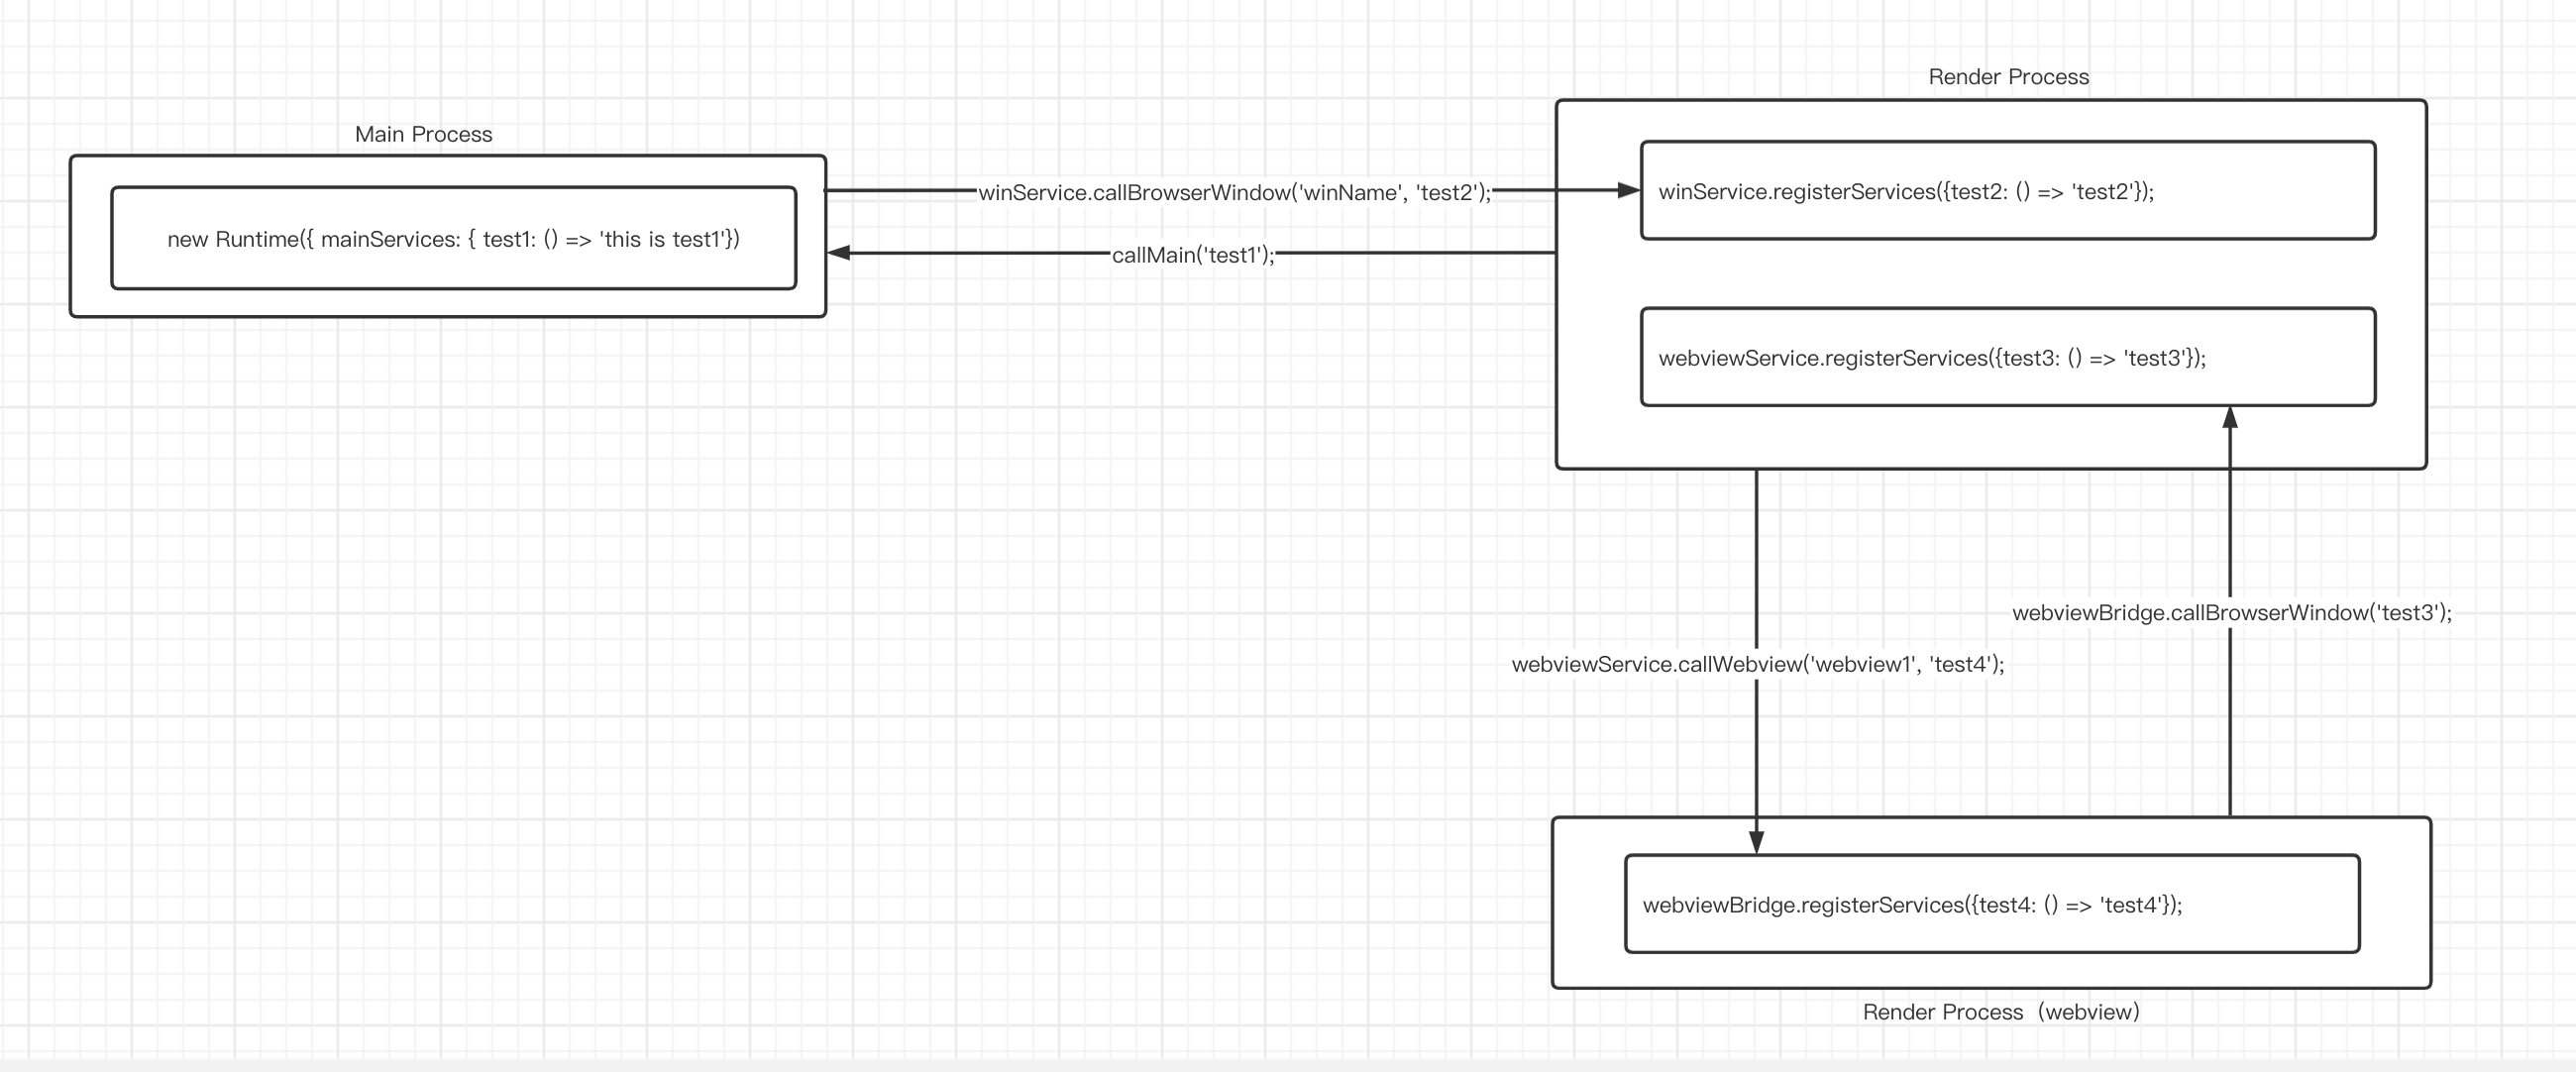 Render Process
Main Process
winService.callBrowserWindow('winName', 'test2');
winService.registerServices({test2: () => 'test2'});
new Runtime({ mainServices: { test1: () => 'this is test1'})
callMain('test1');
webviewService.registerServices({test3: () => 'test3'});
webviewBridge.callBrowserWindow('test3');
webviewService.callWebview('webview1', 'test4');
webviewBridge.registerServices({test4: () => 'test4'});
Render Process（webview）